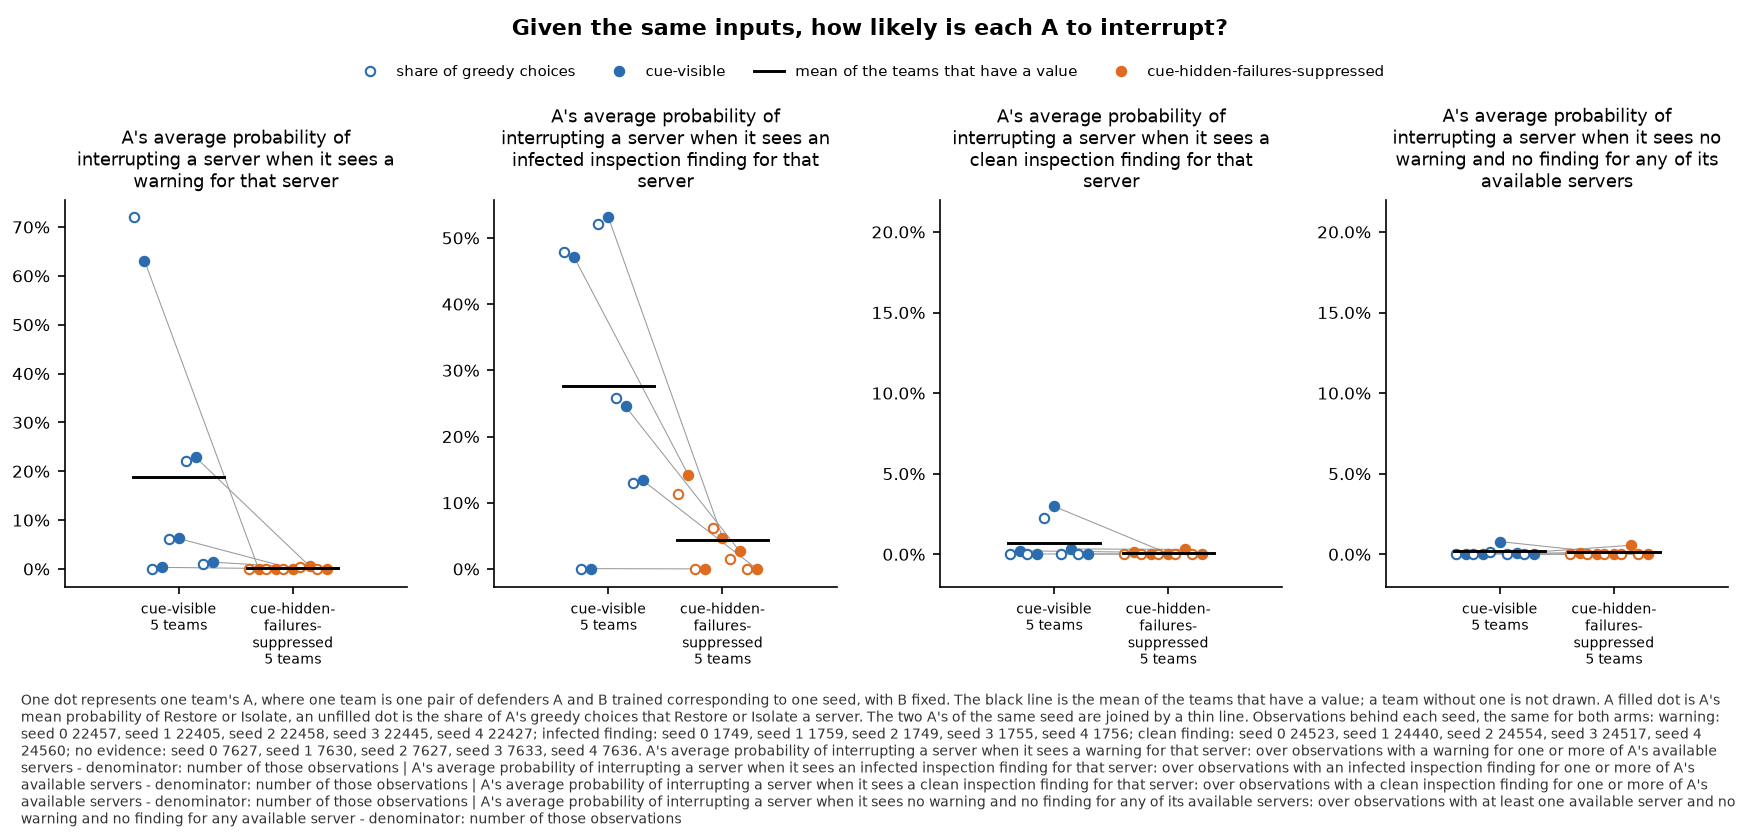 Given the same inputs, how likely is each A to interrupt?
share of greedy choices
cue-visible
mean of the teams that have a value
cue-hidden-failures-suppressed
A's average probability of
interrupting a server when it sees a
warning for that server
70%
60%
50%
40%
30%
20%
10%
0%
cue-visible
5 teams
cue-hidden-
failures-
suppressed
5 teams
A's average probability of
interrupting a server when it sees an
infected inspection finding for that
server
50%
40%
30%
20%
10%
0%
cue-visible
5 teams
cue-hidden-
failures-
suppressed
5 teams
A's average probability of
interrupting a server when it sees a
clean inspection finding for that
server
20.0%
15.0%
10.0%
5.0%
0.0%
cue-visible
5 teams
cue-hidden-
failures-
suppressed
5 teams
A's average probability of
interrupting a server when it sees no
warning and no finding for any of its
available servers
20.0%
15.0%
10.0%
5.0%
0.0%
cue-visible
5 teams
cue-hidden-
failures-
suppressed
5 teams
One dot represents one team's A, where one team is one pair of defenders A and B trained corresponding to one seed, with B fixed. The black line is the mean of the teams that have a value; a team without one is not drawn. A filled dot is A's
mean probability of Restore or Isolate, an unfilled dot is the share of A's greedy choices that Restore or Isolate a server. The two A's of the same seed are joined by a thin line. Observations behind each seed, the same for both arms: warning:
seed 0 22457, seed 1 22405, seed 2 22458, seed 3 22445, seed 4 22427; infected finding: seed 0 1749, seed 1 1759, seed 2 1749, seed 3 1755, seed 4 1756; clean finding: seed 0 24523, seed 1 24440, seed 2 24554, seed 3 24517, seed 4
24560; no evidence: seed 0 7627, seed 1 7630, seed 2 7627, seed 3 7633, seed 4 7636. A's average probability of interrupting a server when it sees a warning for that server: over observations with a warning for one or more of A's available
servers - denominator: number of those observations | A's average probability of interrupting a server when it sees an infected inspection finding for that server: over observations with an infected inspection finding for one or more of A's
available servers - denominator: number of those observations | A's average probability of interrupting a server when it sees a clean inspection finding for that server: over observations with a clean inspection finding for one or more of A's
available servers - denominator: number of those observations | A's average probability of interrupting a server when it sees no warning and no finding for any of its available servers: over observations with at least one available server and no
warning and no finding for any available server - denominator: number of those observations